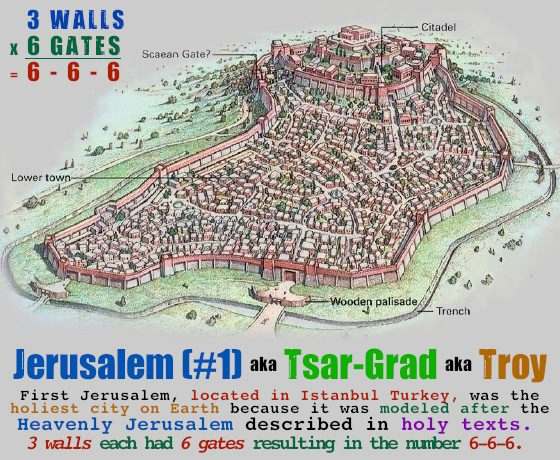 3 WALLS
x 6 GATES
= 6 - 6 - 6
Citadel
Scaean Gate?
Lower town
Wooden palisade
Trench
Jerusalem (#1) aka Tsar-Grad aka Troy
First Jerusalem, located in Istanbul Turkey, was the
holiest city on Earth because it was modeled after the
Heavenly Jerusalem described in holy texts.
3 walls each had 6 gates resulting in the number 6-6-6.